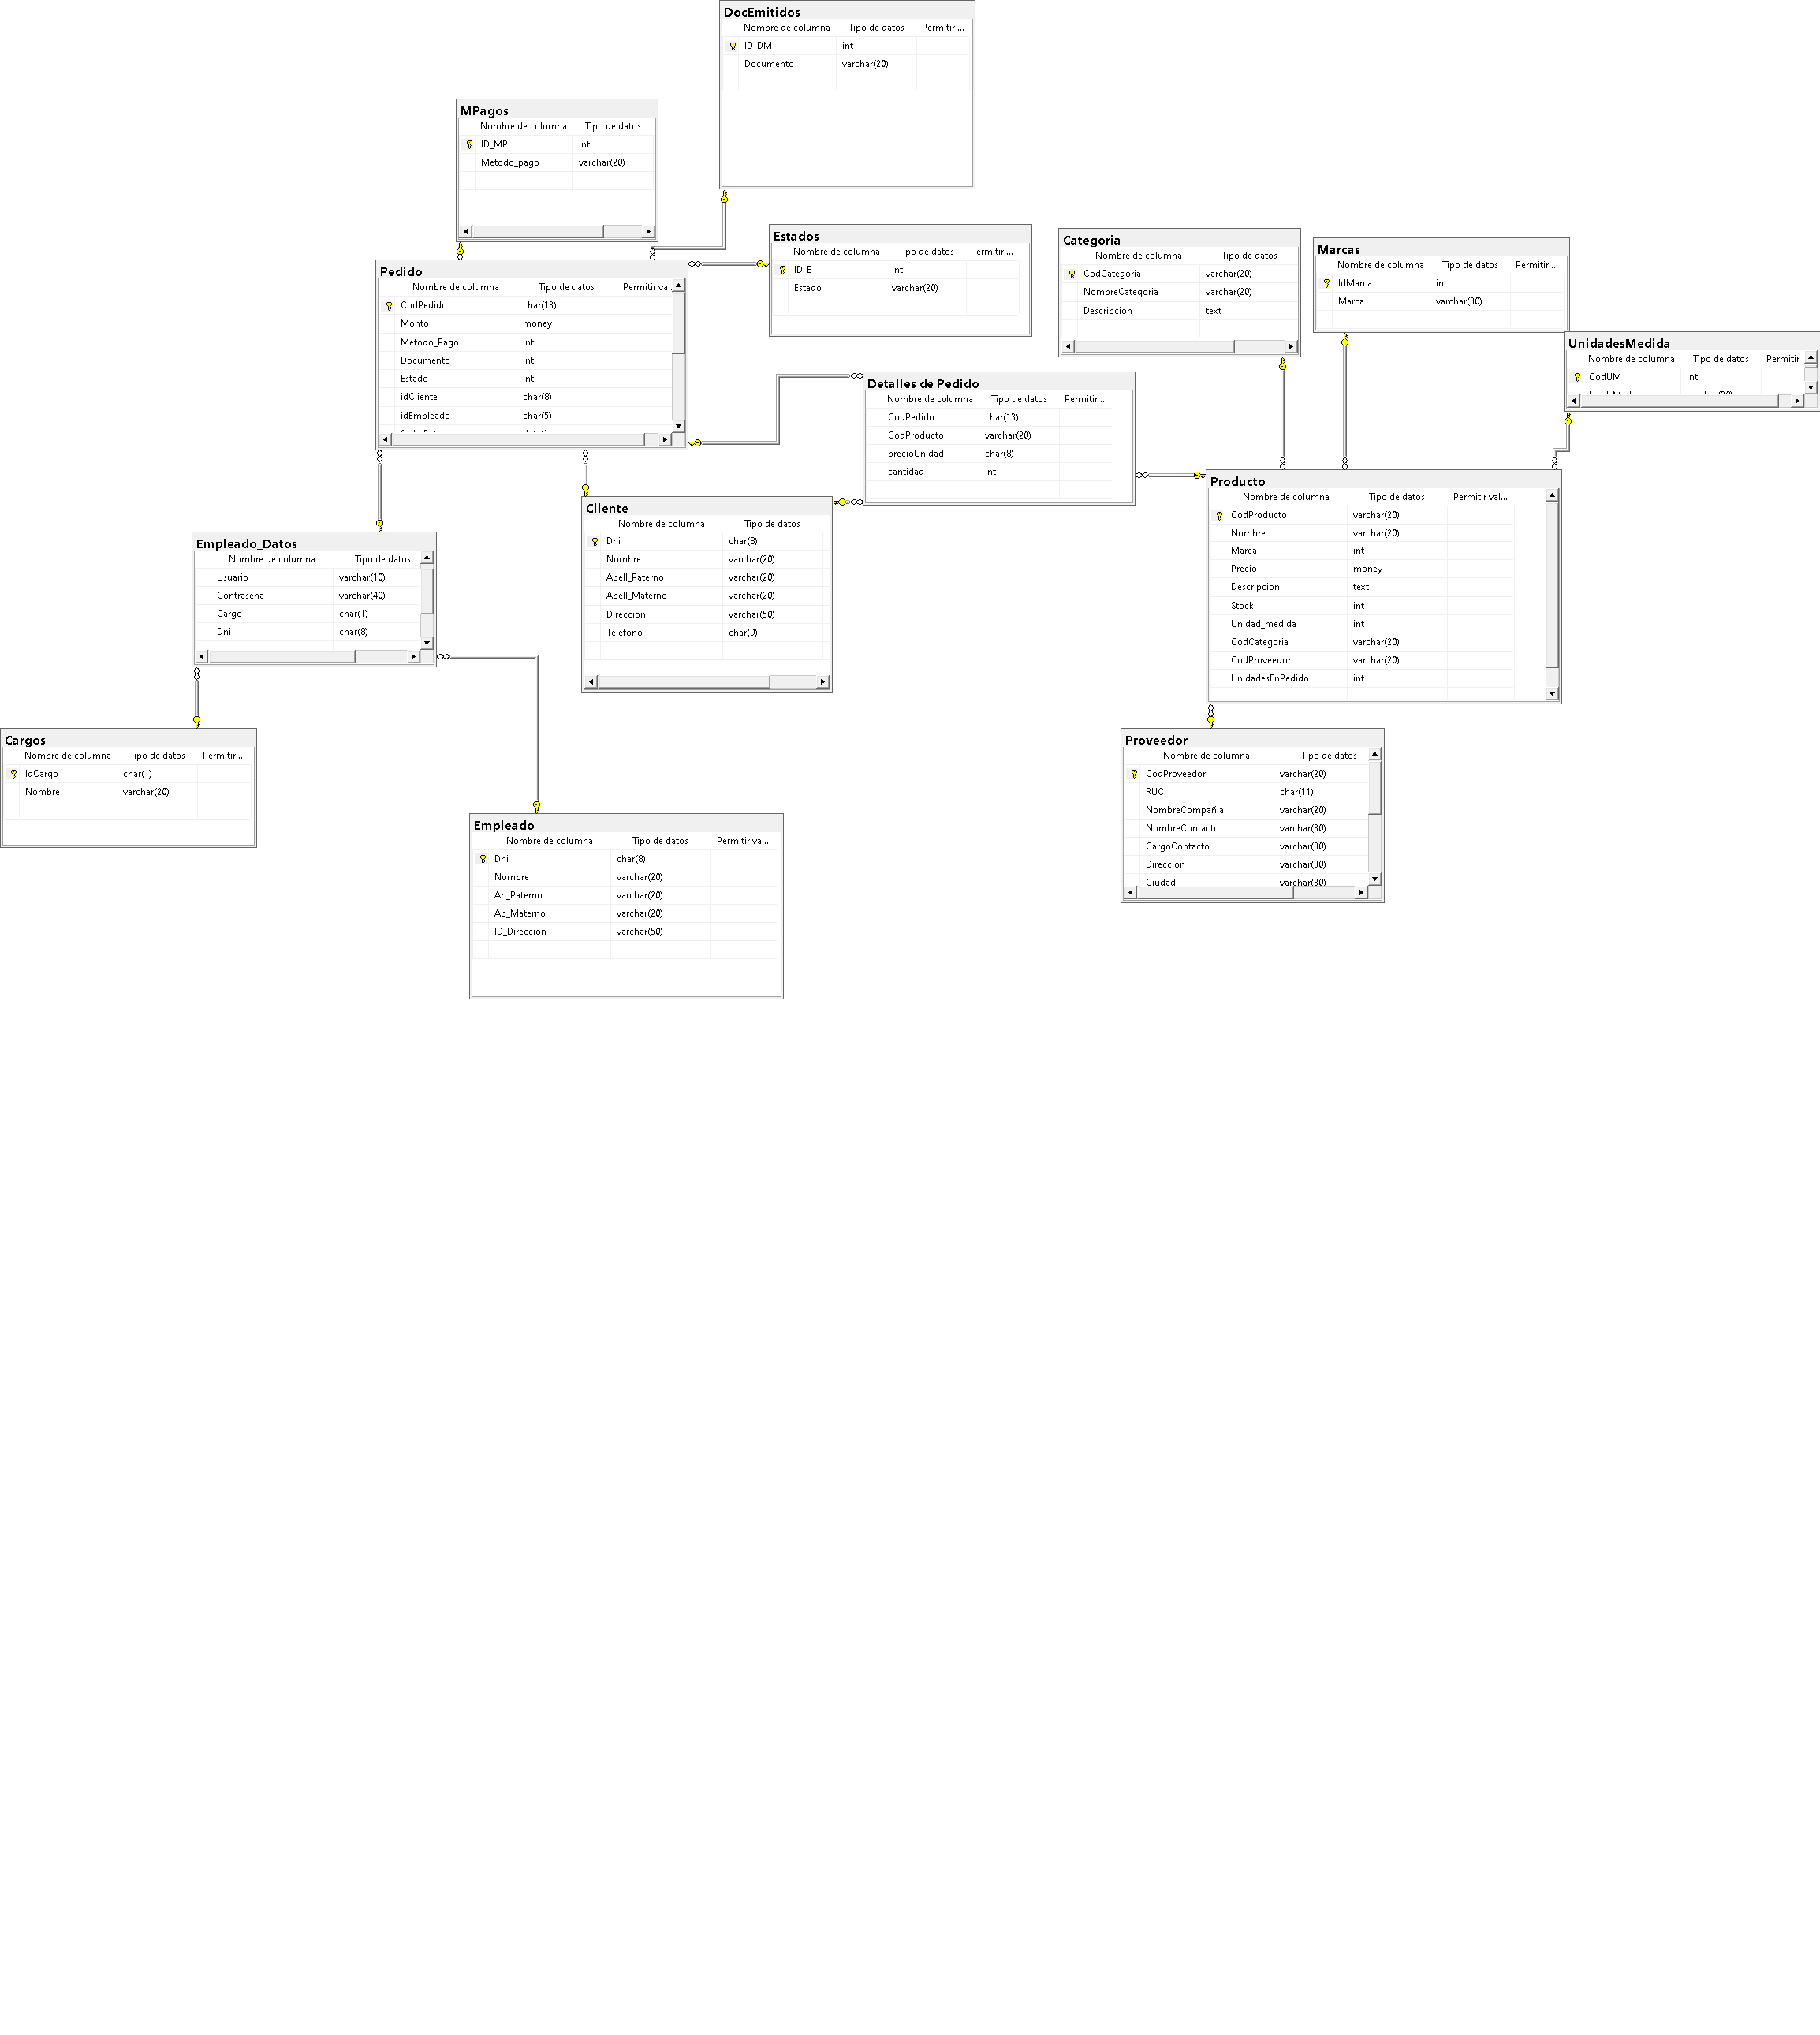 DocEmitidos
Nombre de columna Tipo de datos Permitir ...
ID_DM int
Documento varchar(20)
MPagos
Nombre de columna Tipo de datos
ID_MP int
Metodo_pago varchar(20)
Estados
Nombre de columna Tipo de datos Permitir ...
ID_E int
Estado varchar(20)
Categoria
Nombre de columna Tipo de datos
CodCategoria varchar(20)
NombreCategoria varchar(20)
Descripcion text
Marcas
Nombre de columna Tipo de datos Permitir ...
IdMarca int
Marca varchar(30)
UnidadesMedida
Nombre de columna Tipo de datos Permitir .
CodUM int
Pedido
Nombre de columna Tipo de datos Permitir val.
CodPedido char(13)
Monto money
Metodo_Pago int
Documento int
Estado int
idCliente char(8)
idEmpleado char(5)
Detalles de Pedido
Nombre de columna Tipo de datos Permitir ...
CodPedido char(13)
CodProducto varchar(20)
precioUnidad char(8)
cantidad int
Producto
Nombre de columna Tipo de datos Permitir val...
CodProducto varchar(20)
Nombre varchar(20)
Marca int
Precio money
Descripcion text
Stock int
Unidad_medida int
CodCategoria varchar(20)
CodProveedor varchar(20)
UnidadesEnPedido int
Cliente
Nombre de columna Tipo de datos
Dni char(8)
Nombre varchar(20)
Apell_Paterno varchar(20)
Apell_Materno varchar(20)
Direccion varchar(50)
Telefono char(9)
Empleado_Datos
Nombre de columna Tipo de datos
Usuario varchar(10)
Contrasena varchar(40)
Cargo char(1)
Dni char(8)
Cargos
Nombre de columna Tipo de datos Permitir ...
IdCargo char(1)
Nombre varchar(20)
Proveedor
Nombre de columna Tipo de datos
CodProveedor varchar(20)
RUC char(11)
NombreCompañia varchar(20)
NombreContacto varchar(30)
CargoContacto varchar(30)
Direccion varchar(30)
Ciudad varchar(30)
Empleado
Nombre de columna Tipo de datos Permitir val...
Dni char(8)
Nombre varchar(20)
Ap_Paterno varchar(20)
Ap_Materno varchar(20)
ID_Direccion varchar(50)